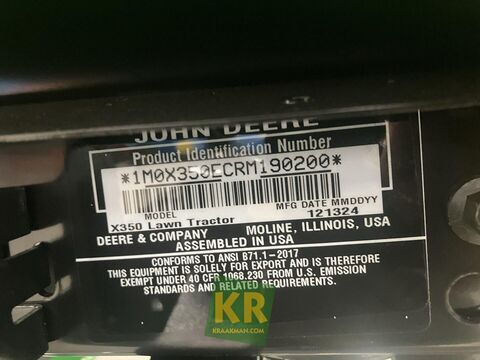 JOHN DEERE
Product Identification Number
*1M0X350ECRM190200*
MODEL MFG DATE MMDDYY
X350 Lawn Tractor 121324
DEERE & COMPANY MOLINE, ILLINOIS, USA
ASSEMBLED IN USA
CONFORMS TO ANSI B71.1-2017
THIS EQUIPMENT IS SOLELY FOR EXPORT AND IS THEREFORE
EXEMPT UNDER 40 CFR 1068.230 FROM U.S. EMISSION
STANDARDS AND RELATED REQUIREMENTS.
KR
KRAAKMAN.COM